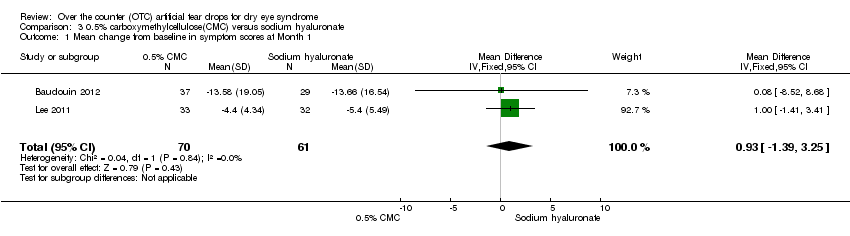 Review: Over the counter (OTC) artificial tear drops for dry eye syndrome
Comparison: 3 0.5% carboxymethylcellulose(CMC) versus sodium hyaluronate
Outcome: 1 Mean change from baseline in symptom scores at Month 1
Study or subgroup 0.5% CMC Sodium hyaluronate Mean Difference Weight Mean Difference
N Mean(SD) N Mean(SD) IV,Fixed,95% CI IV,Fixed,95% CI
Baudouin 2012 37 -13.58 (19.05) 29 -13.66 (16.54) 7.3 % 0.08 [ -8.52, 8.68 ]
Lee 2011 33 -4.4 (4.34) 32 -5.4 (5.49) 92.7 % 1.00 [ -1.41, 3.41 ]
Total (95% CI) 70 61 100.0 % 0.93 [ -1.39, 3.25 ]
Heterogeneity: Chi² = 0.04, df = 1 (P = 0.84); I² =0.0%
Test for overall effect: Z = 0.79 (P = 0.43)
Test for subgroup differences: Not applicable
-10 -5 0 5 10
0.5% CMC Sodium hyaluronate